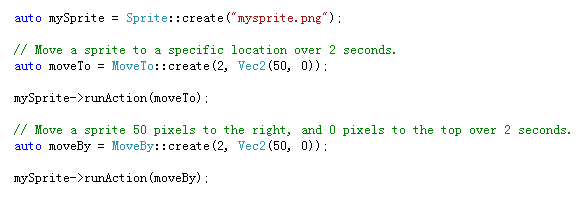 auto mySprite = Sprite::create("mysprite.png");
// Move a sprite to a specific location over 2 seconds.
auto moveTo = MoveTo::create(2, Vec2(50, 0));
mySprite->runAction(moveTo);
// Move a sprite 50 pixels to the right, and 0 pixels to the top over 2 seconds.
auto moveBy = MoveBy::create(2, Vec2(50, 0));
mySprite->runAction(moveBy);